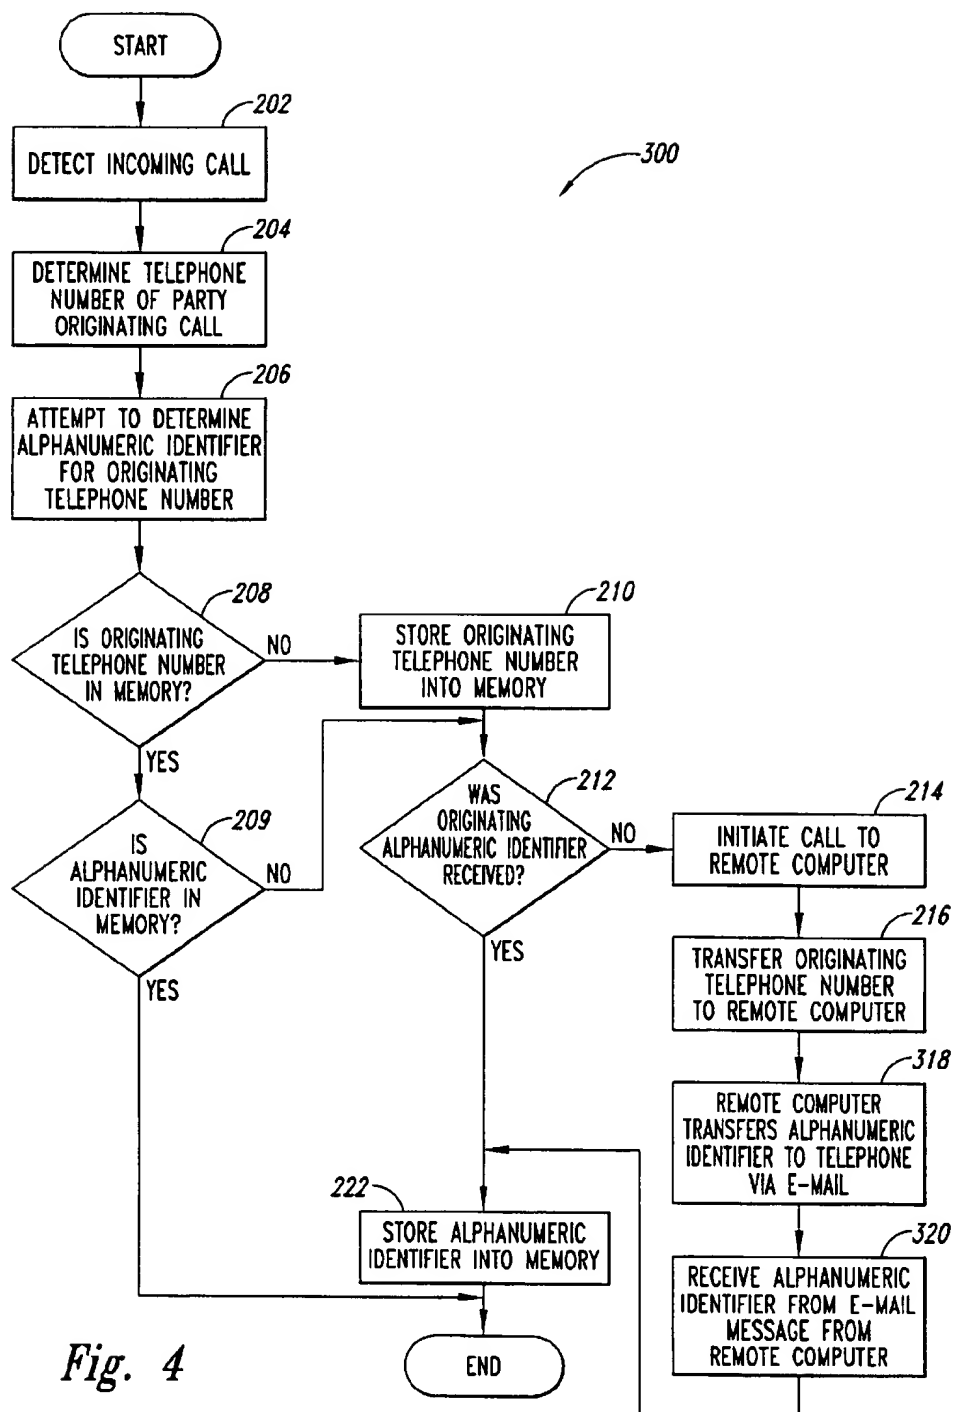 START
202
DETECT INCOMING CALL
300
204
DETERMINE TELEPHONE
NUMBER OF PARTY
ORIGINATING CALL
206
ATTEMPT TO DETERMINE
ALPHANUMERIC IDENTIFIER
FOR ORIGINATING
TELEPHONE NUMBER
208
IS ORIGINATING
TELEPHONE NUMBER
IN MEMORY?
NO
YES
210
STORE ORIGINATING
TELEPHONE NUMBER
INTO MEMORY
209
IS
ALPHANUMERIC
IDENTIFIER IN
MEMORY?
NO
YES
212
WAS
ORIGINATING
ALPHANUMERIC IDENTIFIER
RECEIVED?
NO
YES
214
INITIATE CALL TO
REMOTE COMPUTER
216
TRANSFER ORIGINATING
TELEPHONE NUMBER
TO REMOTE COMPUTER
318
REMOTE COMPUTER
TRANSFERS ALPHANUMERIC
IDENTIFIER TO TELEPHONE
VIA E-MAIL
222
STORE ALPHANUMERIC
IDENTIFIER INTO MEMORY
320
RECEIVE ALPHANUMERIC
IDENTIFIER FROM E-MAIL
MESSAGE FROM
REMOTE COMPUTER
END
Fig. 4